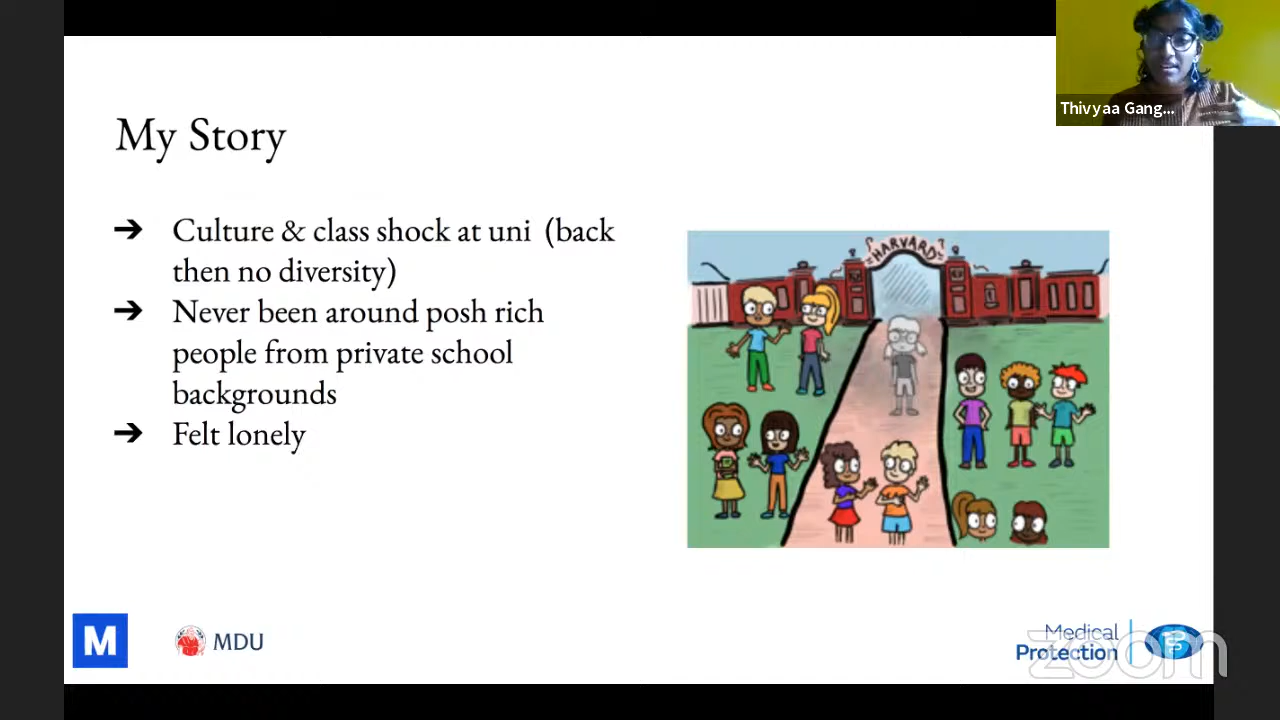 Thivyaa Gang...
My Story
➔ Culture & class shock at uni (back
then no diversity)
➔ Never been around posh rich
people from private school
backgrounds
➔ Felt lonely
HARVARD
M
MDU
Medical
Protection
zoom